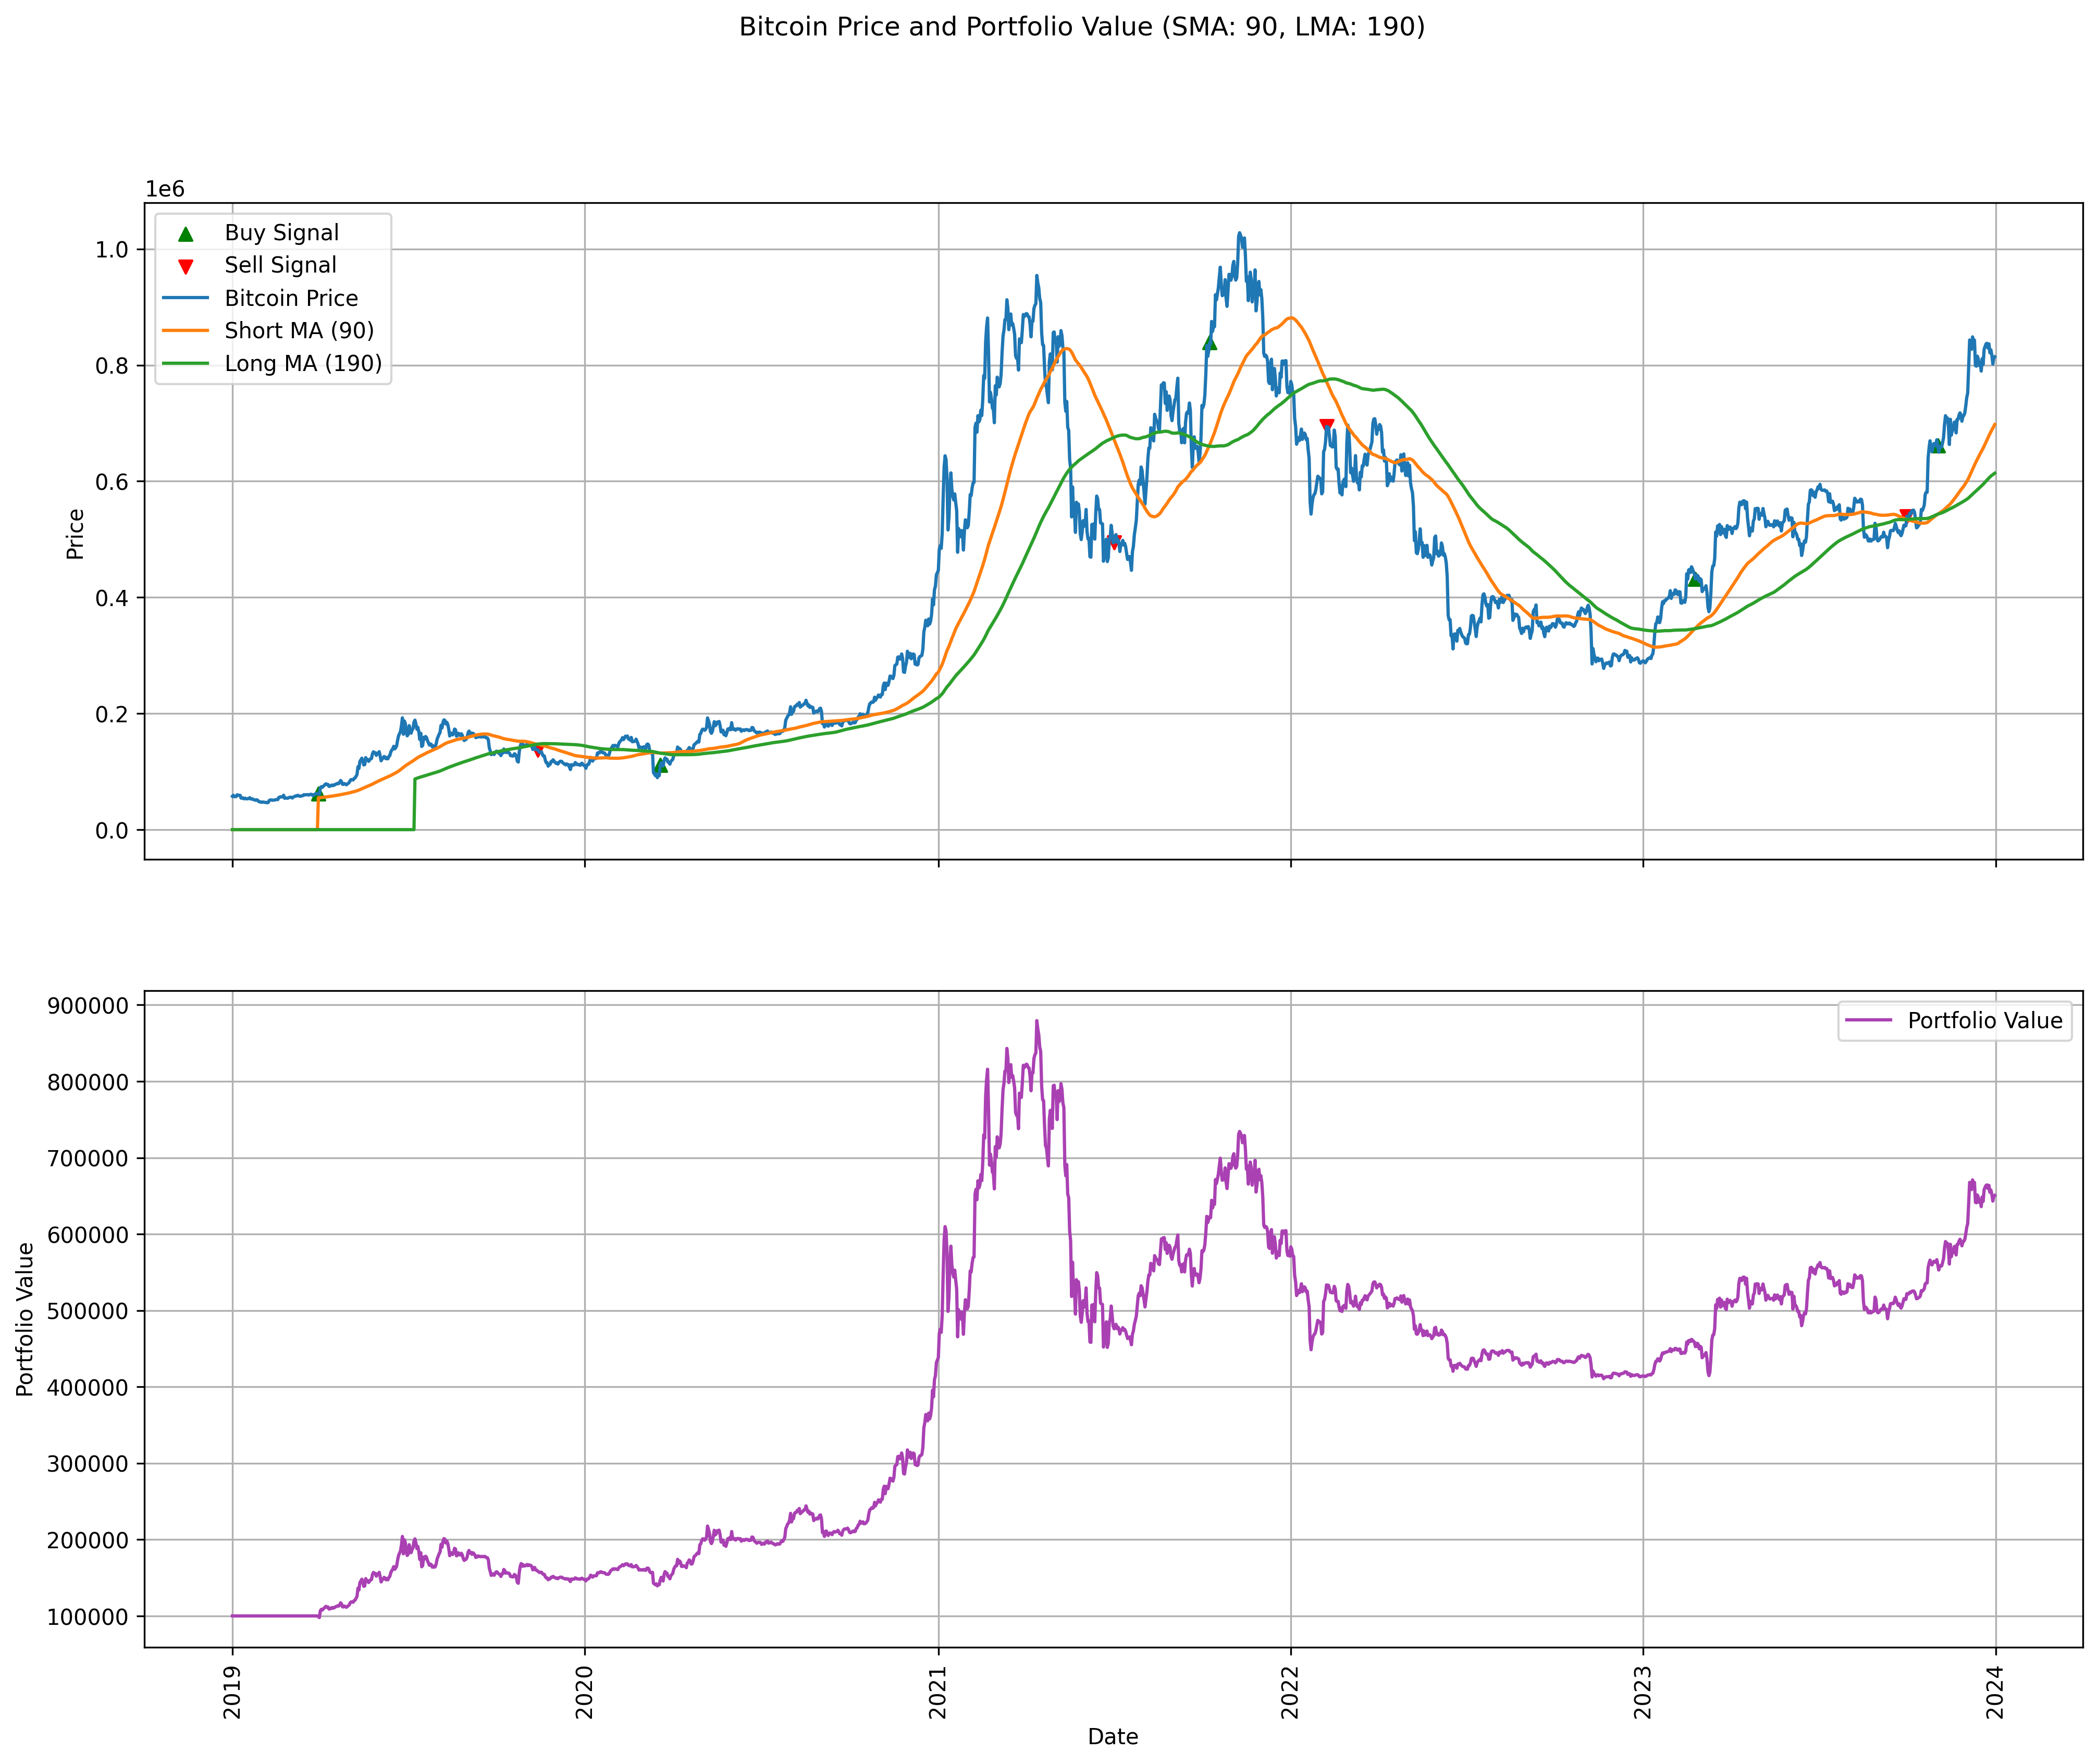 Bitcoin Price and Portfolio Value (SMA: 90, LMA: 190)
1e6
Buy Signal
Sell Signal
Bitcoin Price
Short MA (90)
Long MA (190)
1.0
0.8
0.6
0.4
0.2
0.0
Price
Portfolio Value
900000
800000
700000
600000
500000
400000
300000
200000
100000
Portfolio Value
2019
2020
2021
2022
2023
2024
Date